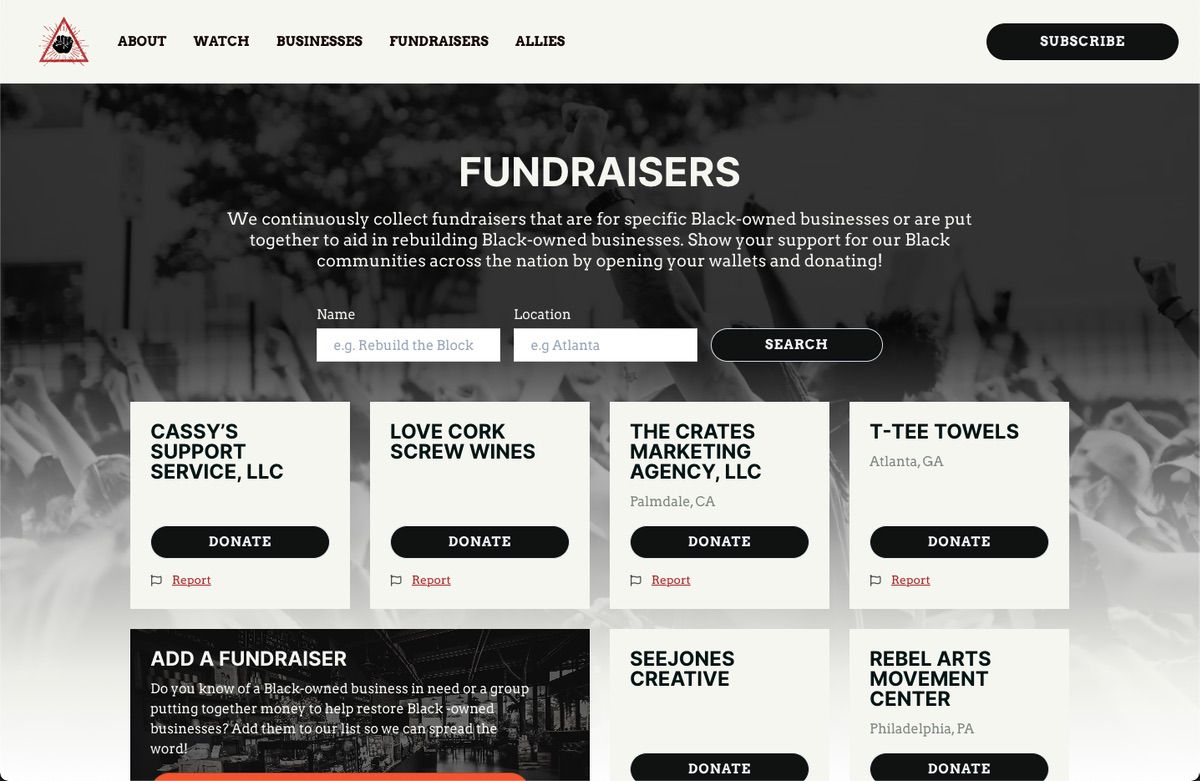 ABOUT WATCH BUSINESSES FUNDRAISERS ALLIES SUBSCRIBE
FUNDRAISERS
We continuously collect fundraisers that are for specific Black-owned businesses or are put
together to aid in rebuilding Black-owned businesses. Show your support for our Black
communities across the nation by opening your wallets and donating!
Name Location
e.g. Rebuild the Block e.g Atlanta SEARCH
CASSY’S
SUPPORT
SERVICE, LLC
DONATE
Report
LOVE CORK
SCREW WINES
DONATE
Report
THE CRATES
MARKETING
AGENCY, LLC
Palmdale, CA
DONATE
Report
T-TEE TOWELS
Atlanta, GA
DONATE
Report
ADD A FUNDRAISER
Do you know of a Black-owned business in need or a group
putting together money to help restore Black -owned
businesses? Add them to our list so we can spread the
word!
SEEJONES
CREATIVE
DONATE
REBEL ARTS
MOVEMENT
CENTER
Philadelphia, PA
DONATE